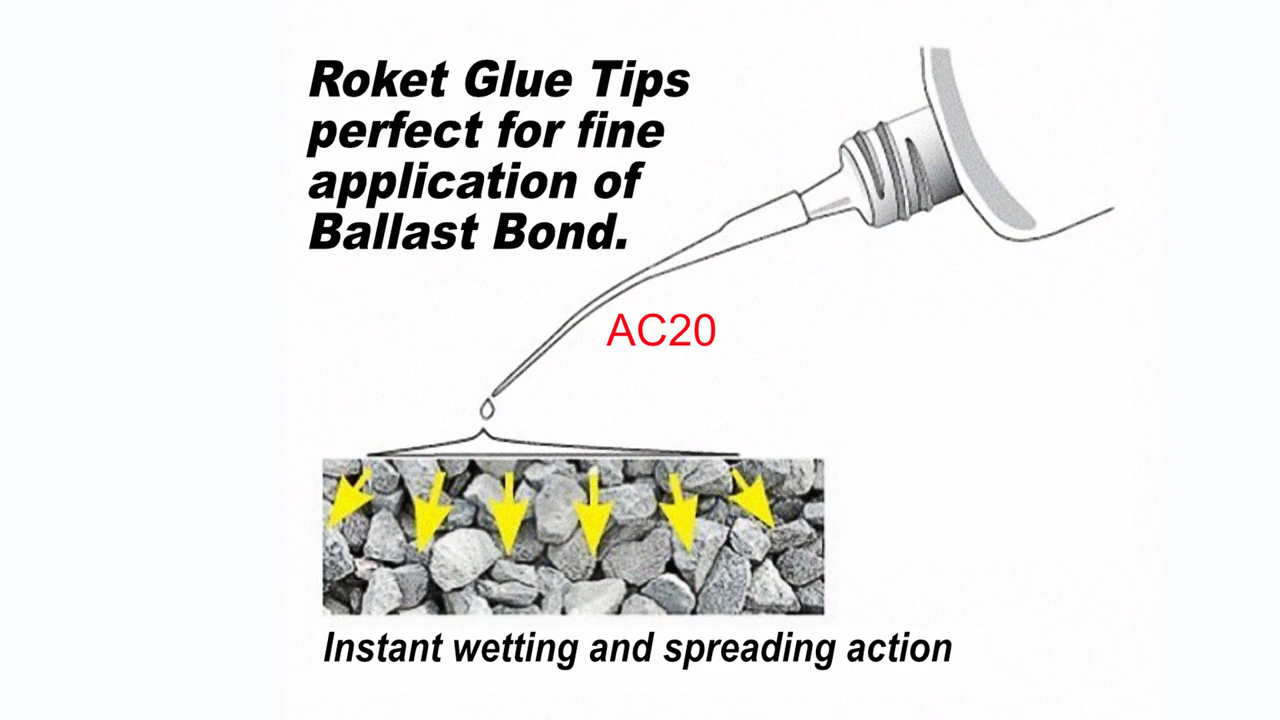 Roket Glue Tips
perfect for fine
application of
Ballast Bond.
AC20
Instant wetting and spreading action